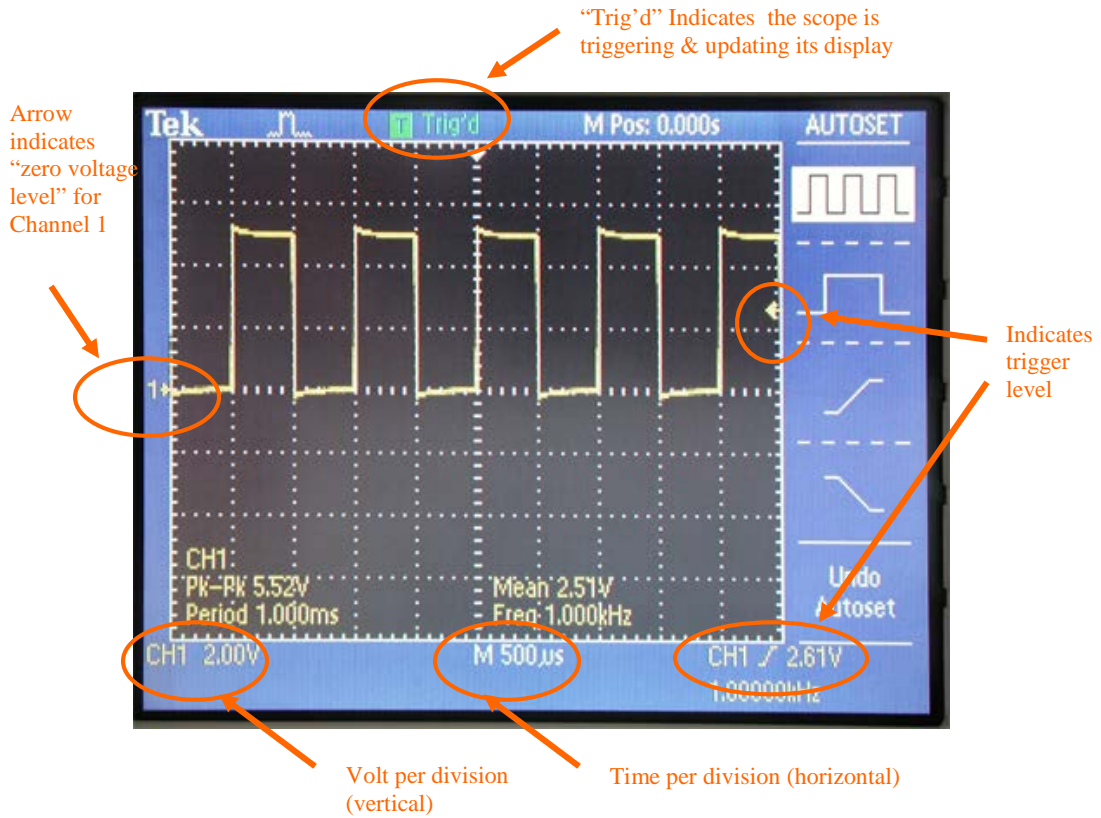 “Trig’d” Indicates the scope is
triggering & updating its display
Arrow
indicates
“zero voltage
level” for
Channel 1
Tek
T Trig'd
M Pos: 0.000s
AUTOSET
1
Indicates
trigger
level
CH1
Pk-Pk 5.52V
Mean 2.51V
Period 1.000ms
Freq 1.000kHz
Undo
Autoset
CH1 2.00V
M 500µs
CH1 2.61V
1.00000kHz
Volt per division
(vertical)
Time per division (horizontal)